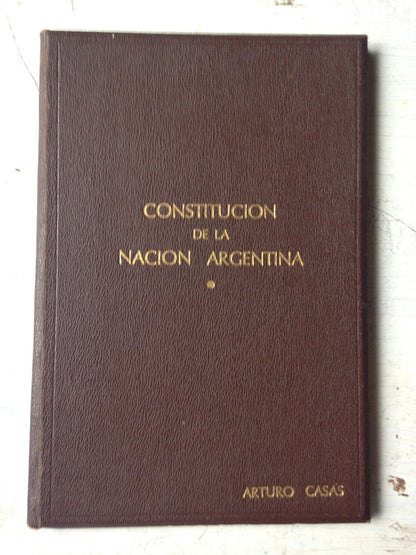 CONSTITUCION
DE LA
NACION ARGENTINA
ARTURO CASAS